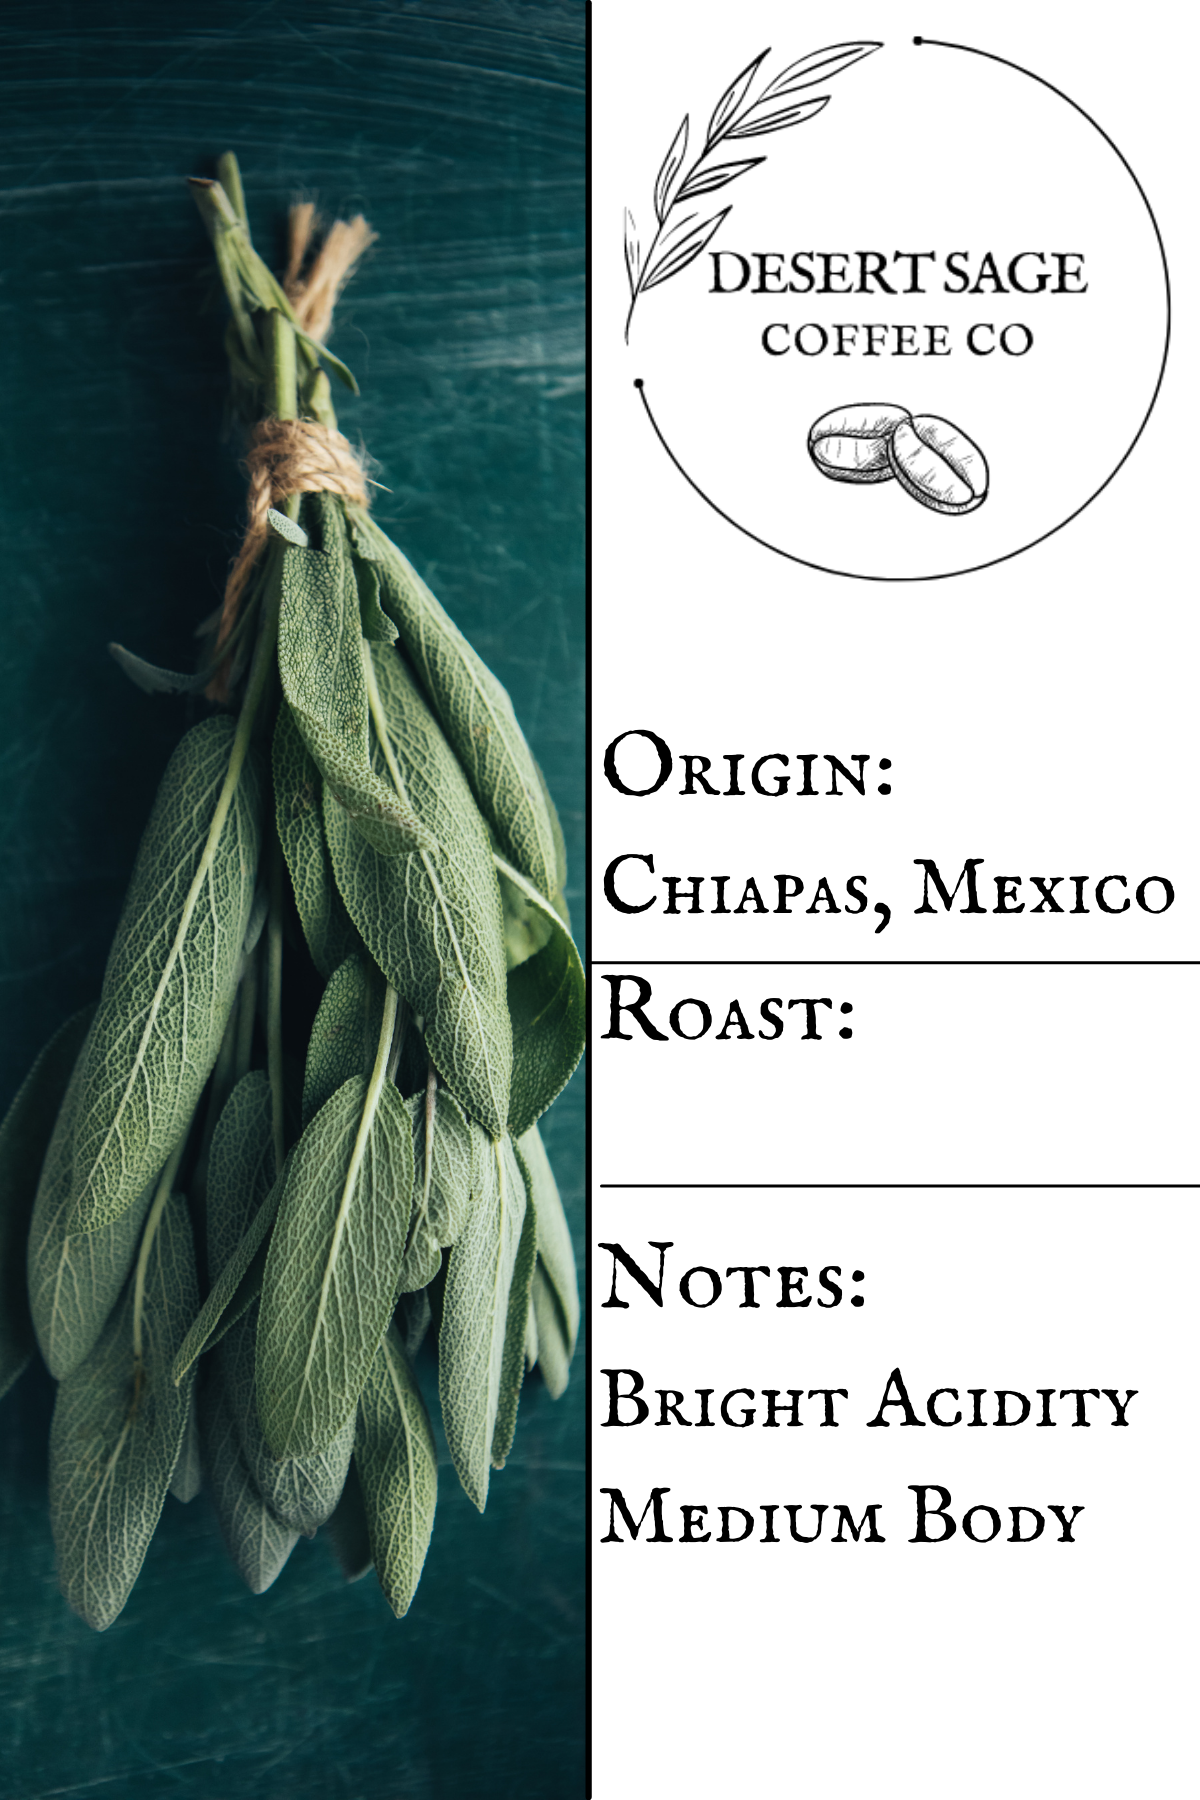 DESERT SAGE
COFFEE CO
ORIGIN:
CHIAPAS, MEXICO
ROAST:
NOTES:
BRIGHT ACIDITY
MEDIUM BODY